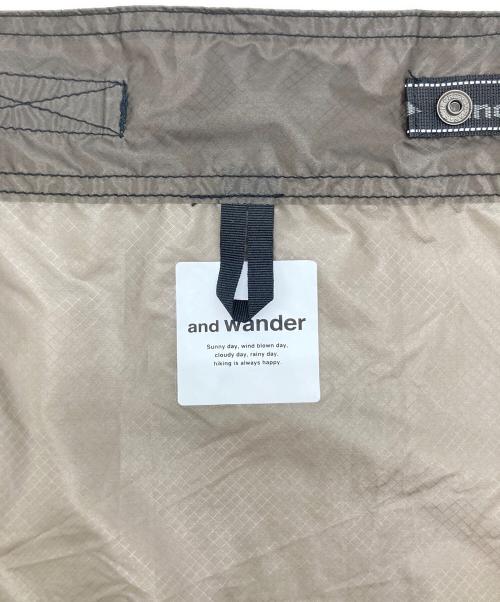 and wander
Sunny day, wind blown day,
cloudy day, rainy day.
hiking is always happy.